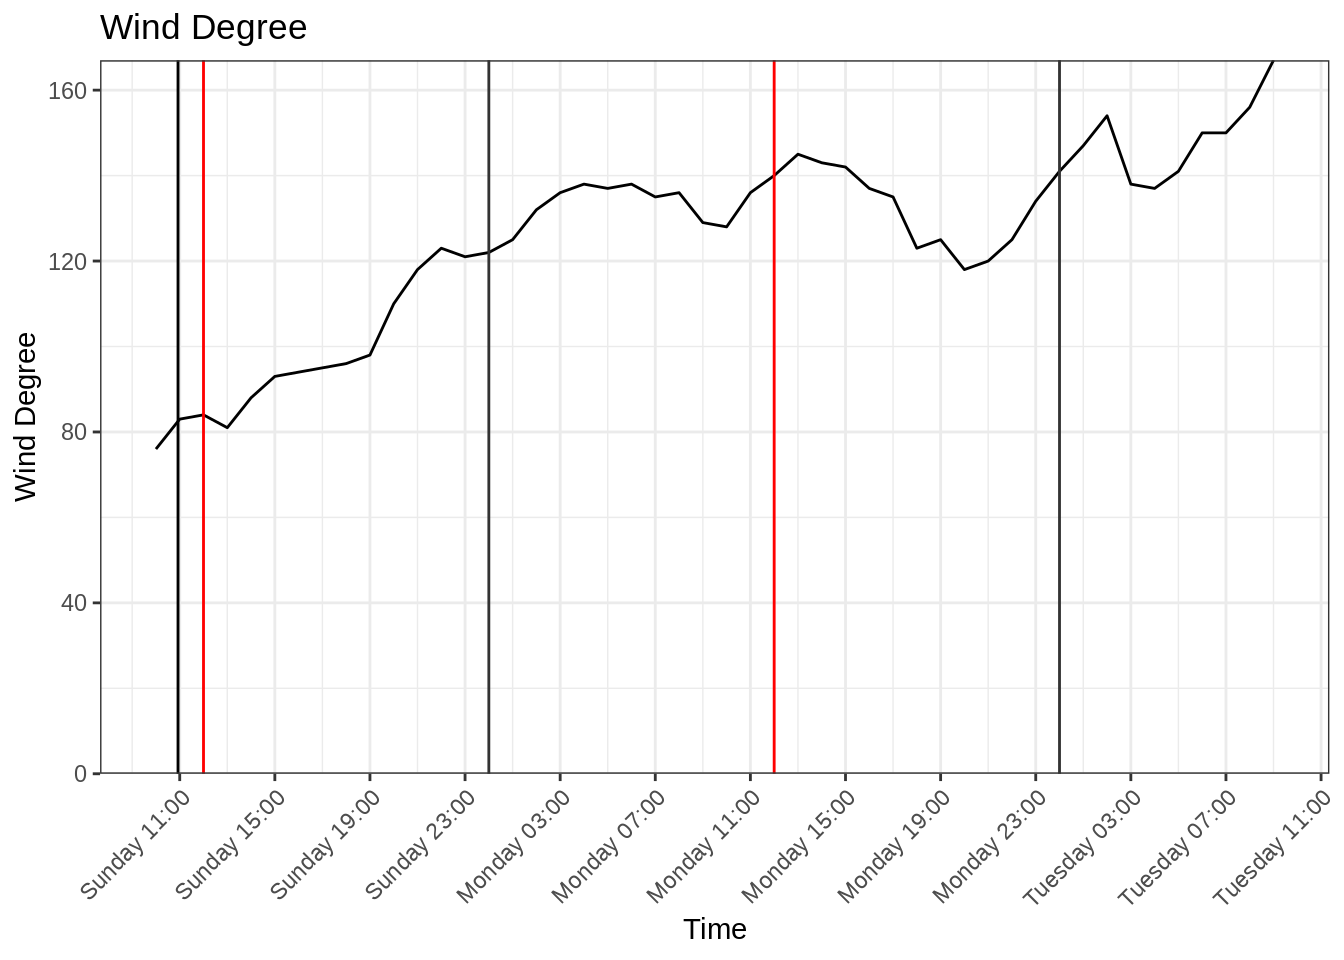 Wind Degree
Wind Degree
160
120
80
40
0
Sunday 11:00
Sunday 15:00
Sunday 19:00
Sunday 23:00
Monday 03:00
Monday 07:00
Monday 11:00
Monday 15:00
Monday 19:00
Monday 23:00
Tuesday 03:00
Tuesday 07:00
Tuesday 11:00
Time